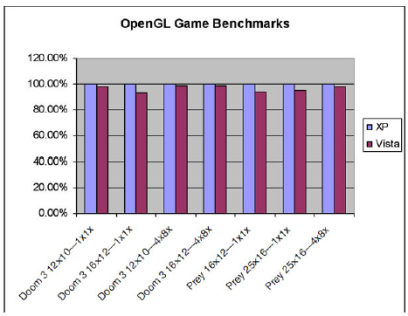 OpenGL Game Benchmarks
120.00%
100.00%
80.00%
60.00%
40.00%
20.00%
0.00%
XP
Vista
Doom 3 12x10---1x1x
Doom 3 16x12---1x1x
Doom 3 12x10---4x8x
Doom 3 16x12---4x8x
Prey 16x12---1x1x
Prey 25x16---1x1x
Prey 25x16---4x8x